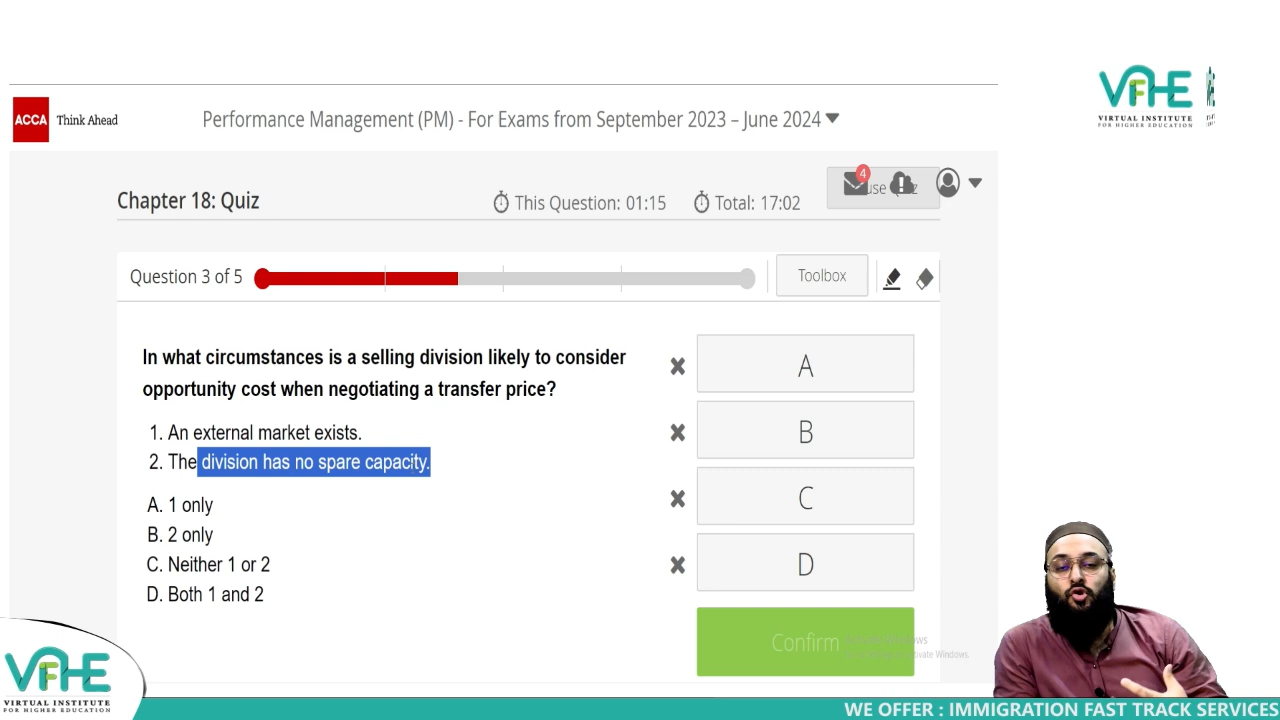 VFHE
VIRTUAL INSTITUTE
FOR HIGHER EDUCATION
ACCA Think Ahead
Performance Management (PM) - For Exams from September 2023 – June 2024
Chapter 18: Quiz
This Question: 01:15
Total: 17:02
4
Question 3 of 5
Toolbox
In what circumstances is a selling division likely to consider
opportunity cost when negotiating a transfer price?
1. An external market exists.
2. The division has no spare capacity.
A. 1 only
B. 2 only
C. Neither 1 or 2
D. Both 1 and 2
A
B
C
D
Confirm
VFHE
VIRTUAL INSTITUTE
FOR HIGHER EDUCATION
WE OFFER : IMMIGRATION FAST TRACK SERVICES